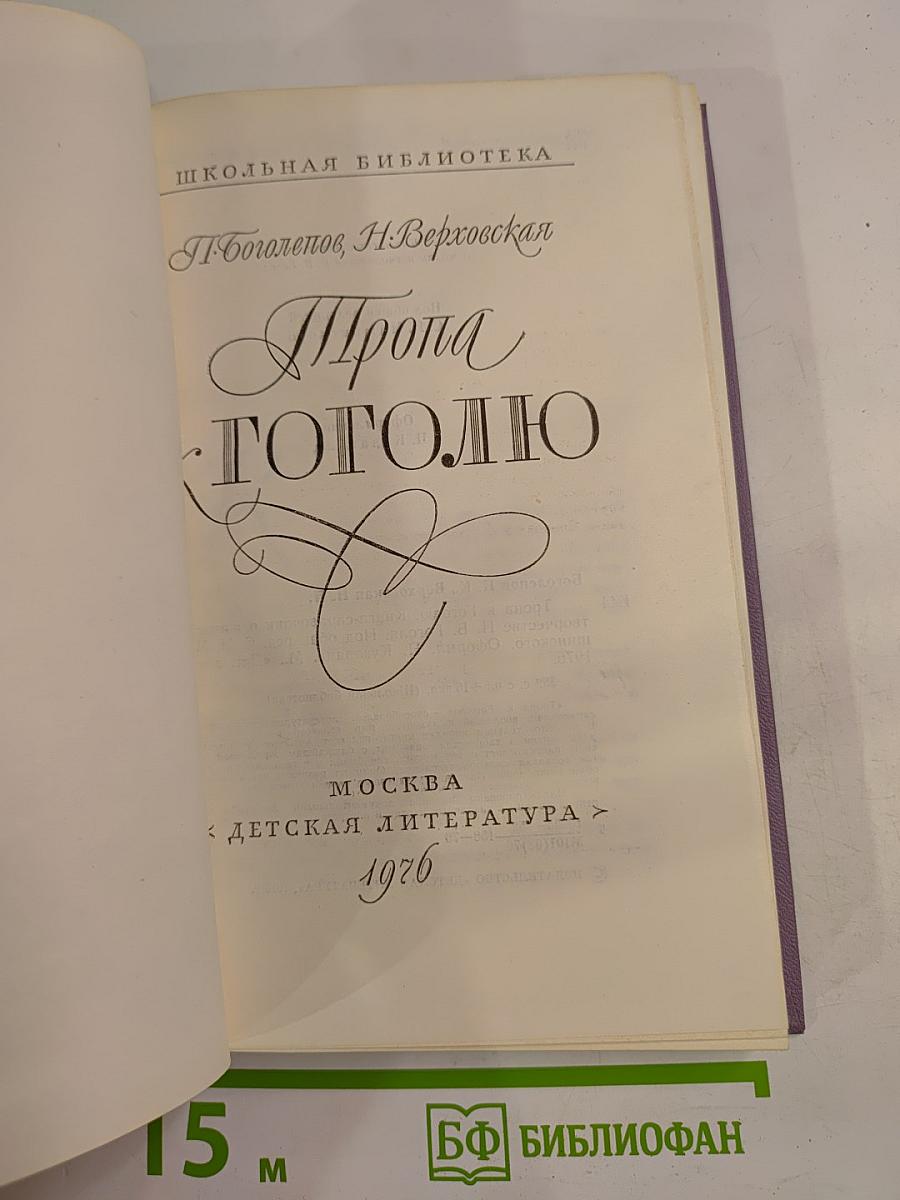 ШКОЛЬНАЯ БИБЛИОТЕКА
П. Боголепов, Н. Верховская
Тропа
К ГОГОЛЮ
МОСКВА
«ДЕТСКАЯ ЛИТЕРАТУРА»
1976
15 м
БФ БИБЛИОФАН